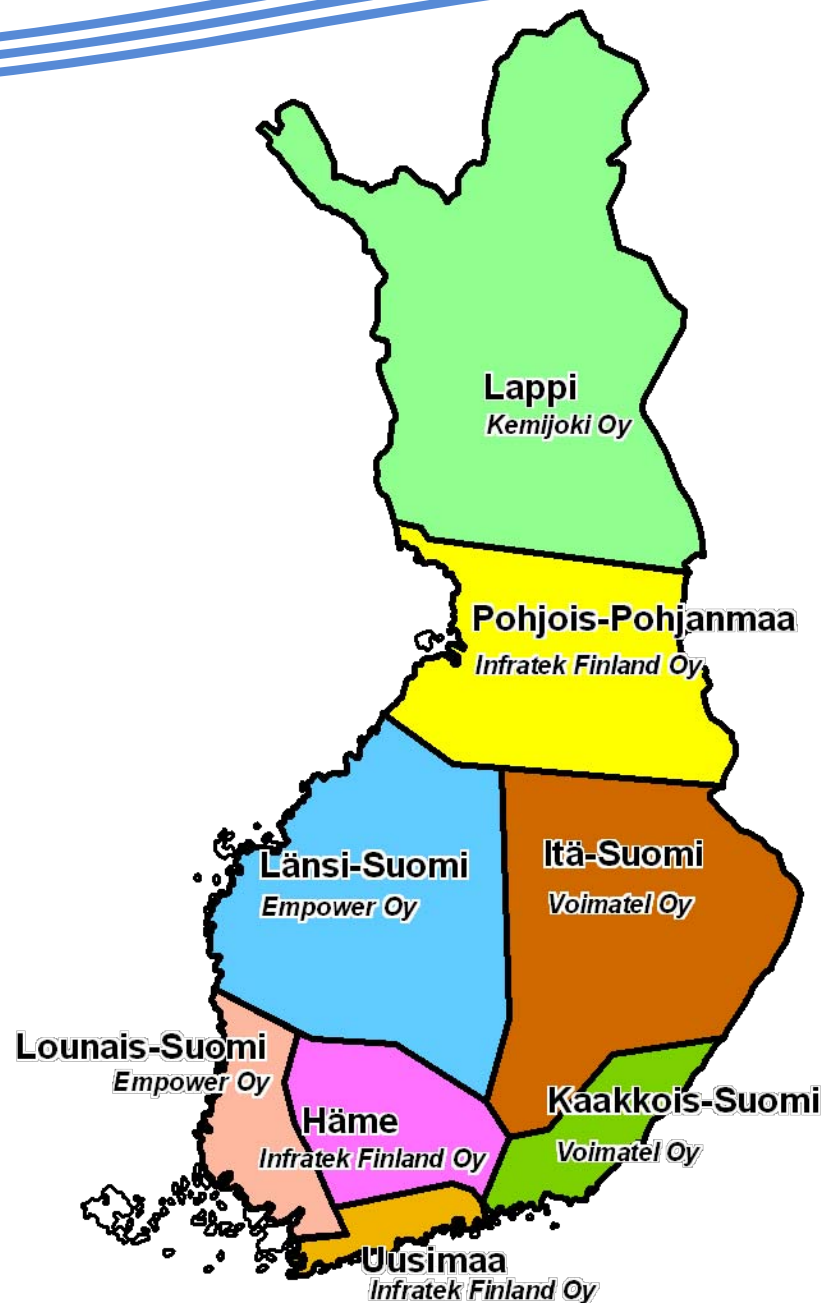 Lappi
Kemijoki Oy
Pohjois-Pohjanmaa
Infratek Finland Oy
Länsi-Suomi
Empower Oy
Itä-Suomi
Voimatel Oy
Lounais-Suomi
Empower Oy
Häme
Infratek Finland Oy
Kaakkois-Suomi
Voimatel Oy
Uusimaa
Infratek Finland Oy